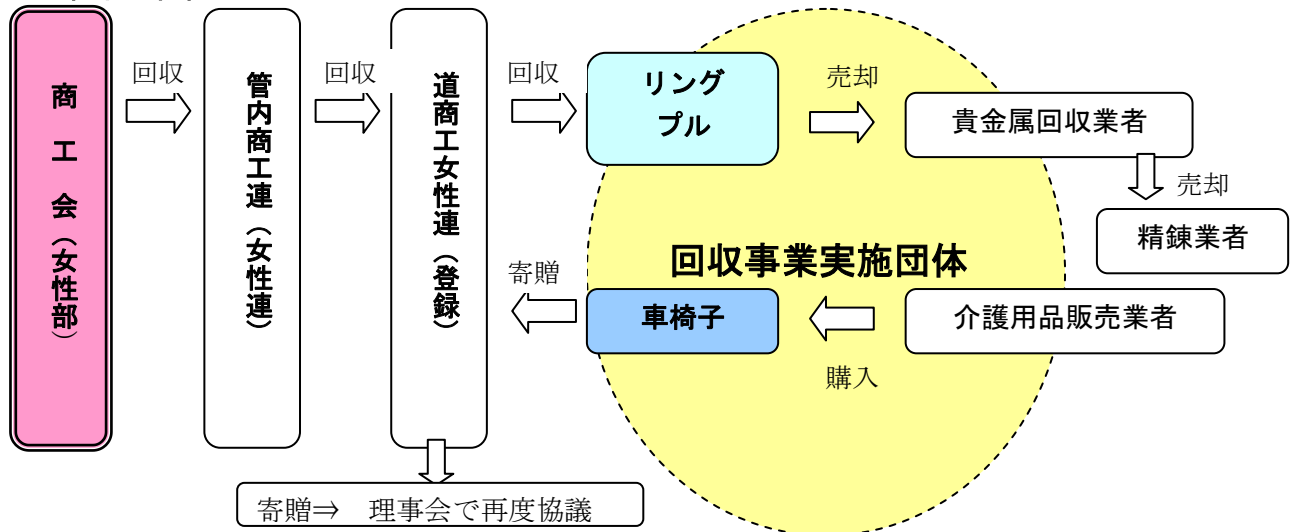 商工会（女性部）
回収
管内商工連（女性連）
回収
道商工女性連（登録）
回収
リング
プル
売却
貴金属回収業者
売却
精錬業者
回収事業実施団体
寄贈
車椅子
購入
介護用品販売業者
寄贈⇒　理事会で再度協議